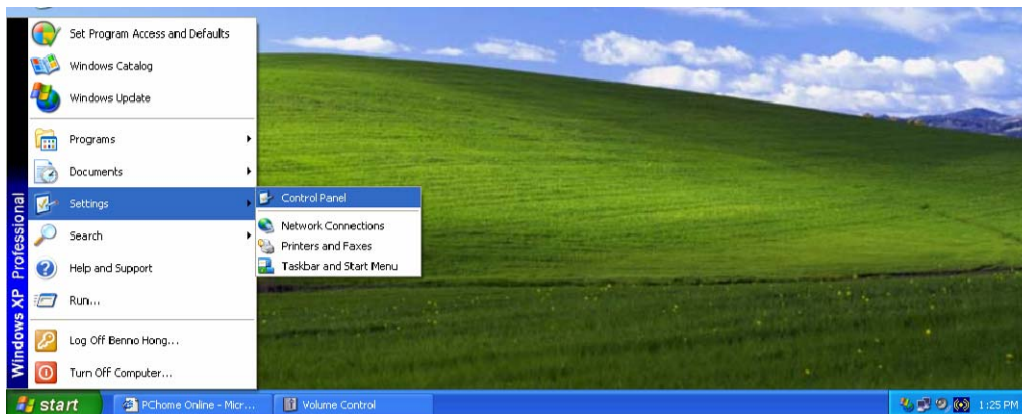 Set Program Access and Defaults
Windows Catalog
Windows Update
Programs
Documents
Settings
Search
Help and Support
Run...
Log Off Benno Hong...
Turn Off Computer...
Control Panel
Network Connections
Printers and Faxes
Taskbar and Start Menu
Windows XP Professional
start
PChome Online - Micr...
Volume Control
1:25 PM